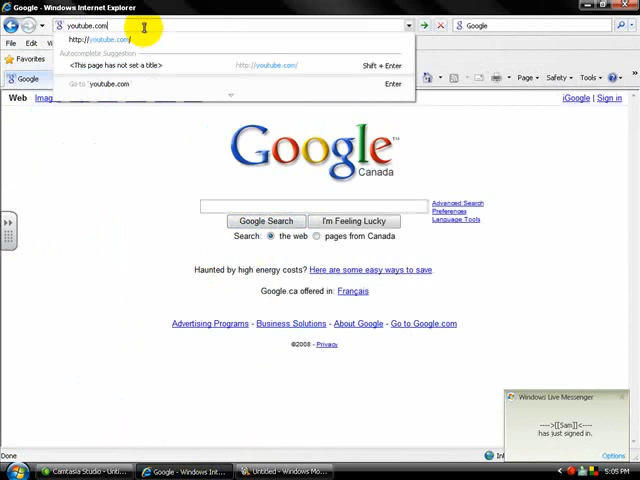 Google - Windows Internet Explorer
youtube.com
Google
http://youtube.com/
Autocomplete Suggestion
<This page has not set a title> http://youtube.com/ Shift + Enter
Go to 'youtube.com' Enter
File
Favorites
Google
Safety Tools
Web
iGoogle | Sign in
Google
Canada
Advanced Search
Preferences
Language Tools
Google Search I'm Feeling Lucky
Search: the web pages from Canada
Haunted by high energy costs? Here are some easy ways to save.
Google.ca offered in: Français
Advertising Programs - Business Solutions - About Google - Go to Google.com
©2008 - Privacy
Windows Live Messenger
---->[[Sam]]<----
has just signed in.
Options
Done
Camtasia Studio - Unti... Google - Windows Int... Untitled - Windows Mo... 5:05 PM